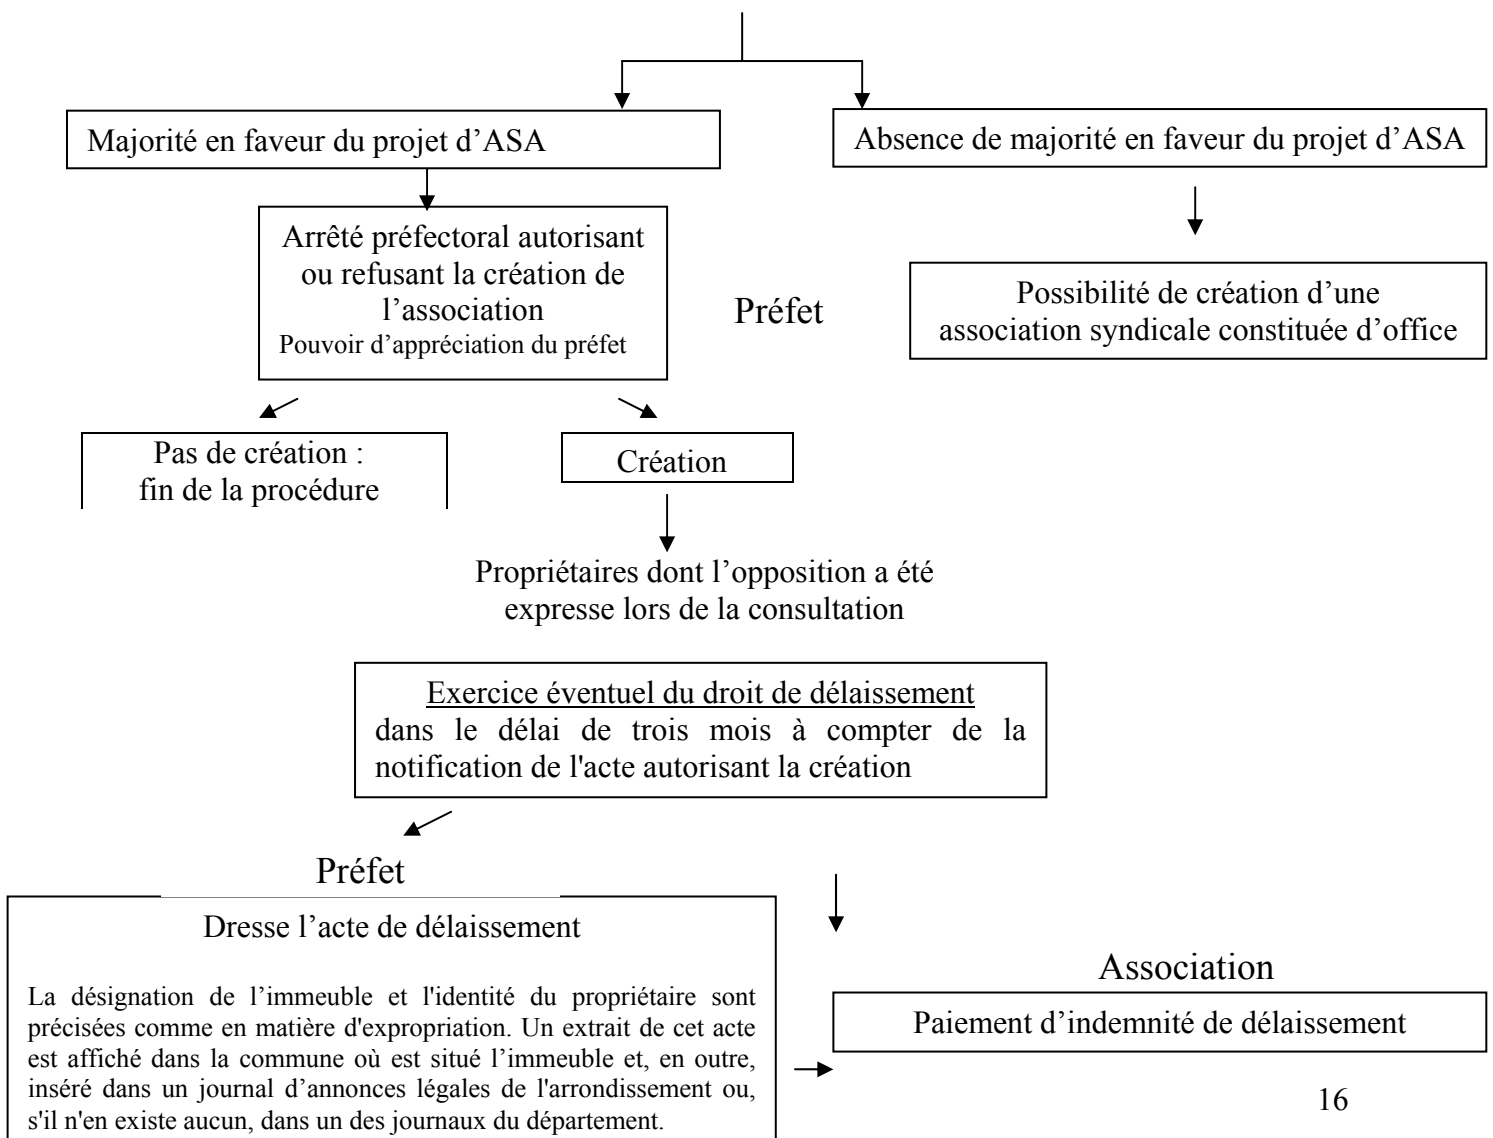 Majorité en faveur du projet d’ASA
Absence de majorité en faveur du projet d’ASA
Arrêté préfectoral autorisant
ou refusant la création de
l’association
Pouvoir d’appréciation du préfet
Préfet
Possibilité de création d’une
association syndicale constituée d’office
Pas de création :
fin de la procédure
Création
Propriétaires dont l’opposition a été
expresse lors de la consultation
Exercice éventuel du droit de délaissement
dans le délai de trois mois à compter de la
notification de l'acte autorisant la création
Préfet
Dresse l’acte de délaissement
La désignation de l’immeuble et l'identité du propriétaire sont
précisées comme en matière d'expropriation. Un extrait de cet acte
est affiché dans la commune où est situé l’immeuble et, en outre,
inséré dans un journal d’annonces légales de l'arrondissement ou,
s'il n'en existe aucun, dans un des journaux du département.
Association
Paiement d’indemnité de délaissement
16